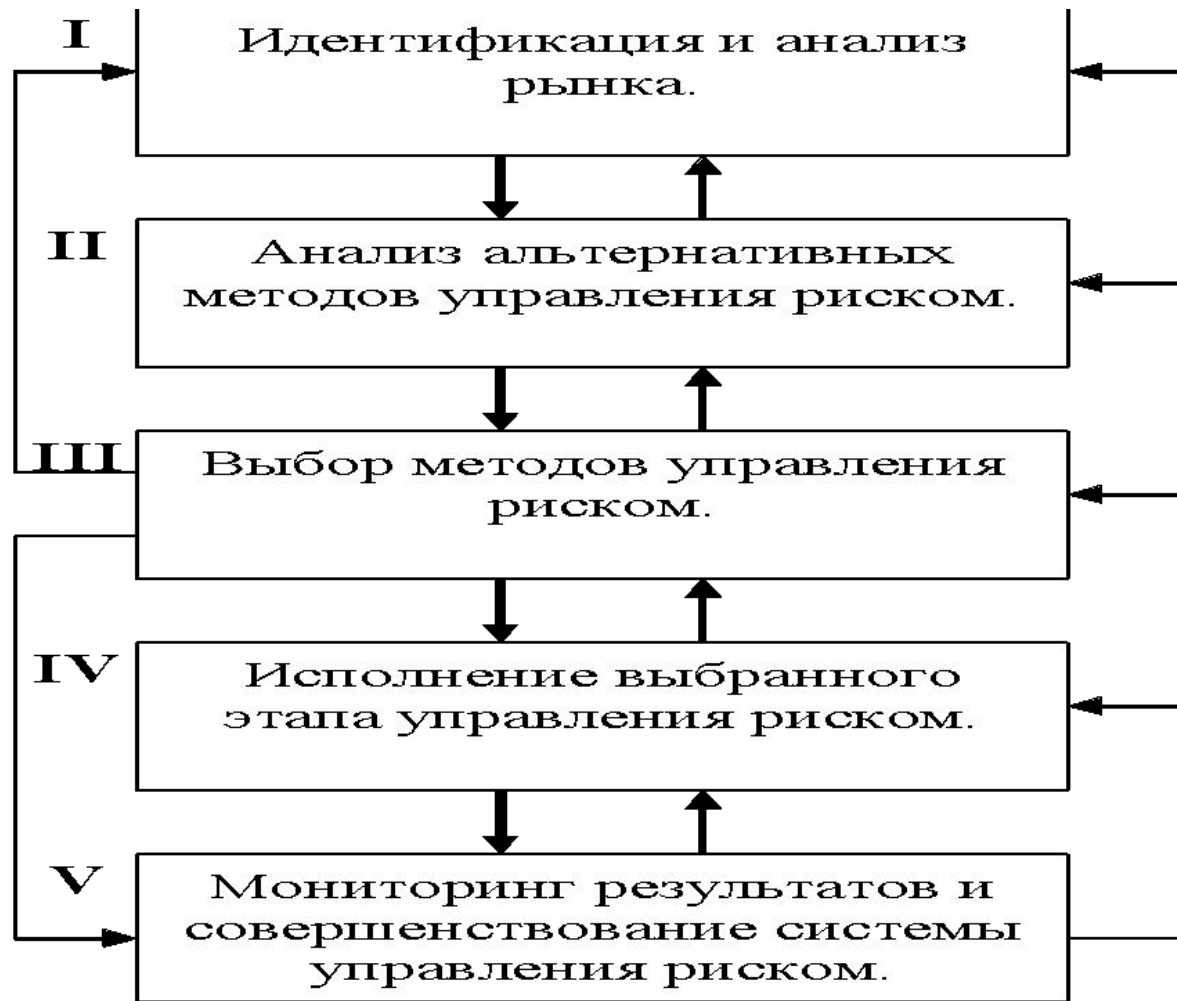 I
Идентификация и анализ
рынка.
II
Анализ альтернативных
методов управления риском.
III
Выбор методов управления
риском.
IV
Исполнение выбранного
этапа управления риском.
V
Мониторинг результатов и
совершенствование системы
управления риском.